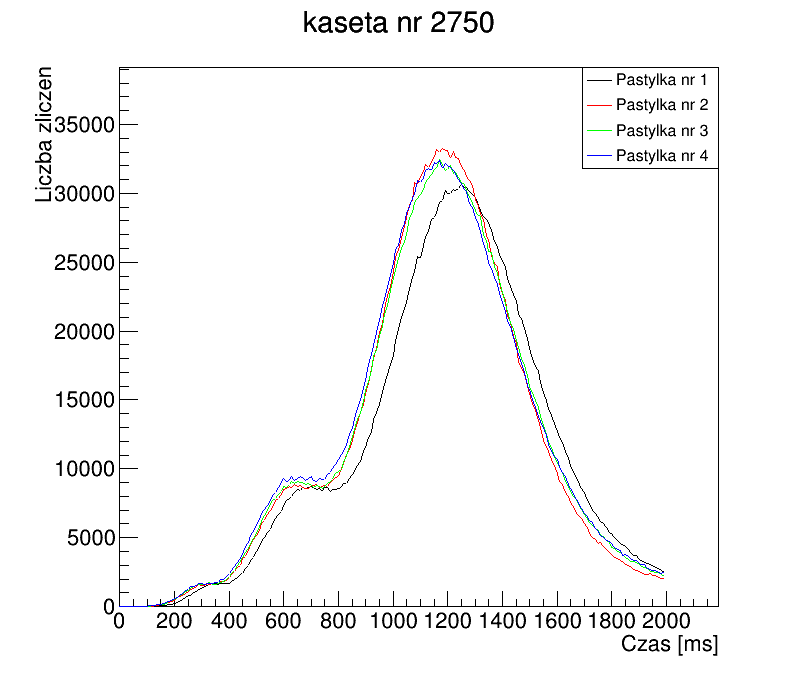 kaseta nr 2750
Liczba zliczen
Pastylka nr 1
Pastylka nr 2
Pastylka nr 3
Pastylka nr 4
35000
30000
25000
20000
15000
10000
5000
0
0 200 400 600 800 1000 1200 1400 1600 1800 2000
Czas [ms]